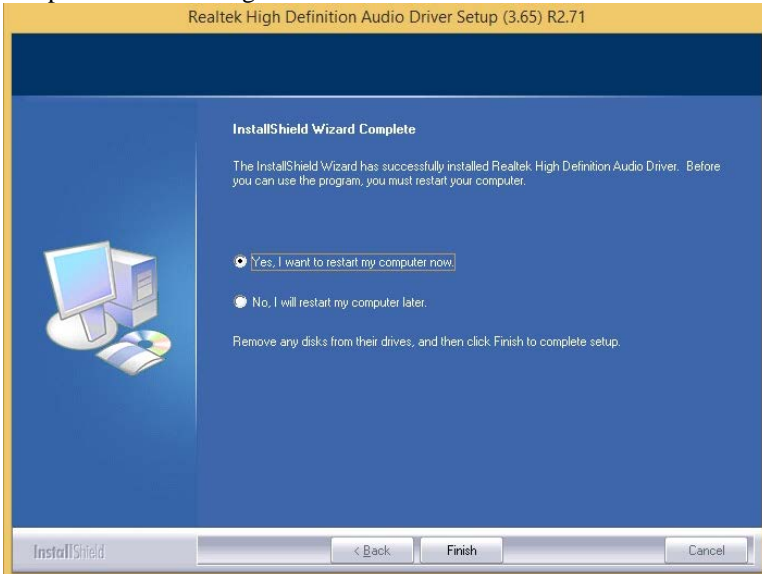 Realtek High Definition Audio Driver Setup (3.65) R2.71
InstallShield Wizard Complete
The InstallShield Wizard has successfully installed Realtek High Definition Audio Driver. Before
you can use the program, you must restart your computer.
Yes, I want to restart my computer now.
No, I will restart my computer later.
Remove any disks from their drives, and then click Finish to complete setup.
InstallShield
< Back
Finish
Cancel